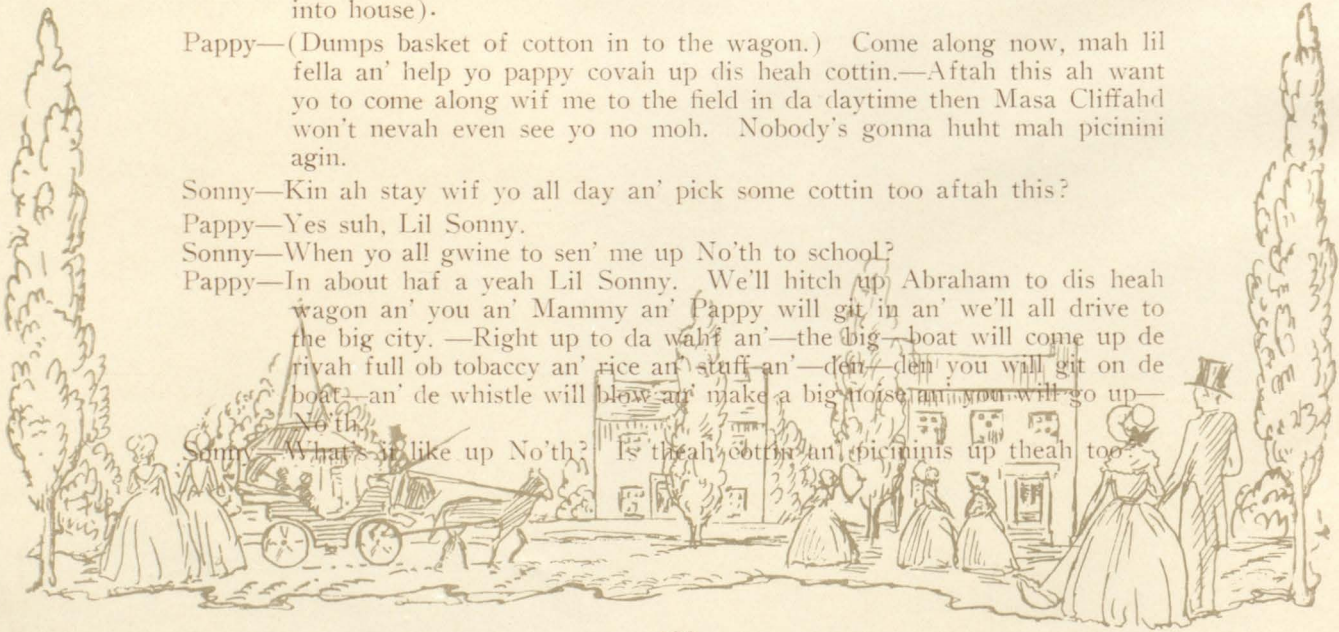 into house).
Pappy—(Dumps basket of cotton in to the wagon.) Come along now, mah lil
fella an' help yo pappy covah up dis heah cottin.—Aftah this ah want
yo to come along wif me to the field in da daytime then Masa Cliffahd
won't nevah even see yo no moh. Nobody's gonna huht mah picinini
agin.
Sonny—Kin ah stay wif yo all day an' pick some cottin too aftah this?
Pappy—Yes suh, Lil Sonny.
Sonny—When yo all gwine to sen' me up No'th to school?
Pappy—In about haf a yeah Lil Sonny. We'll hitch up Abraham to dis heah
wagon an' you an' Mammy an' Pappy will git in an' we'll all drive to
the big city. —Right up to da wahf an'—the big—boat will come up de
rivah full ob tobaccy an' rice an' stuff—an'—den—den you will git on de
boat—an' de whistle will blow an' make a big noise an' you will go up—
No'th.
Sonny—What's it like up No'th? Is theah cottin an' picininis up theah too?